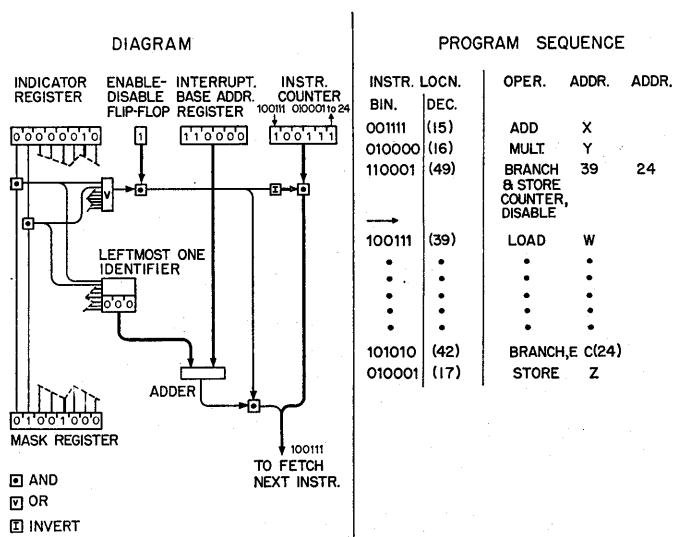 DIAGRAM
INDICATOR REGISTER
ENABLE-DISABLE FLIP-FLOP
INTERRUPT. BASE ADDR. REGISTER
INSTR. COUNTER
100111 010001 to 24
0 0 0 0 0 0 1 0
1
1 1 0 0 0 0
1 0 0 1 1 1
V
I
LEFTMOST ONE IDENTIFIER
0 0 0
ADDER
0 1 0 0 1 0 0 0
MASK REGISTER
100111
TO FETCH
NEXT INSTR.
AND
V OR
I INVERT
PROGRAM SEQUENCE
INSTR. LOCN. OPER. ADDR. ADDR.
BIN. DEC.
001111 (15) ADD X
010000 (16) MULT. Y
110001 (49) BRANCH 39 24
& STORE
COUNTER,
DISABLE
100111 (39) LOAD W
101010 (42) BRANCH,E C(24)
010001 (17) STORE Z